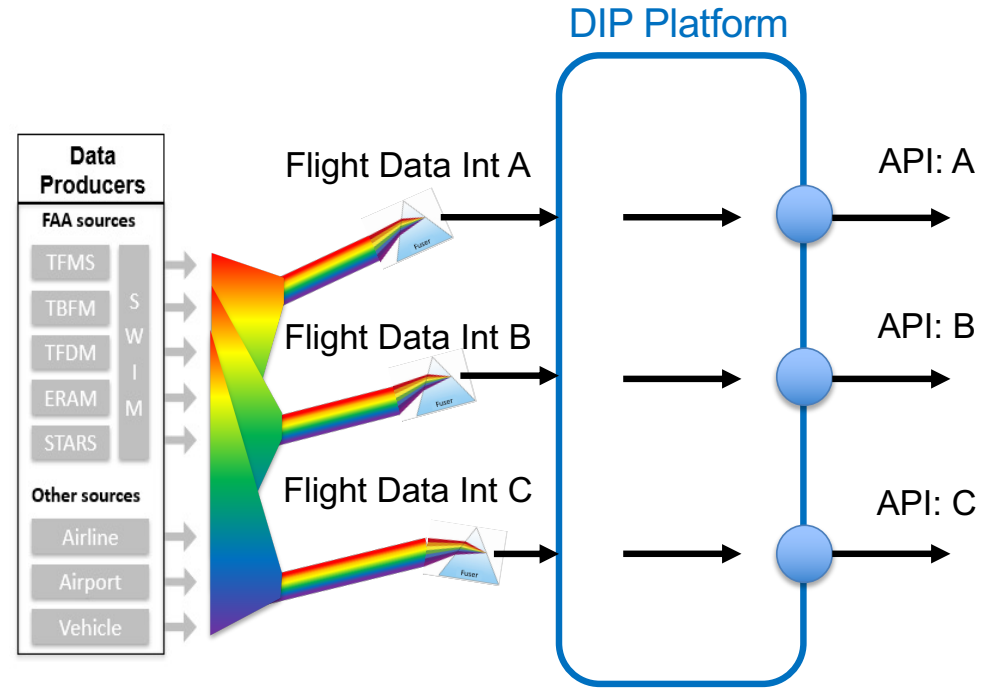 DIP Platform
Data
Producers
FAA sources
TFMS
TBFM
TFDM
ERAM
STARS
S
W
I
M
Other sources
Airline
Airport
Vehicle
Flight Data Int A
Fuser
Flight Data Int B
Fuser
Flight Data Int C
Fuser
API: A
API: B
API: C